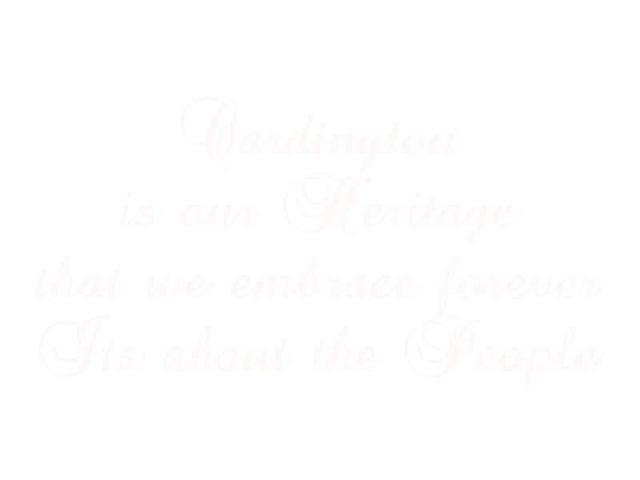 Cardington
is our Heritage
that we embrace forever
Its about the People